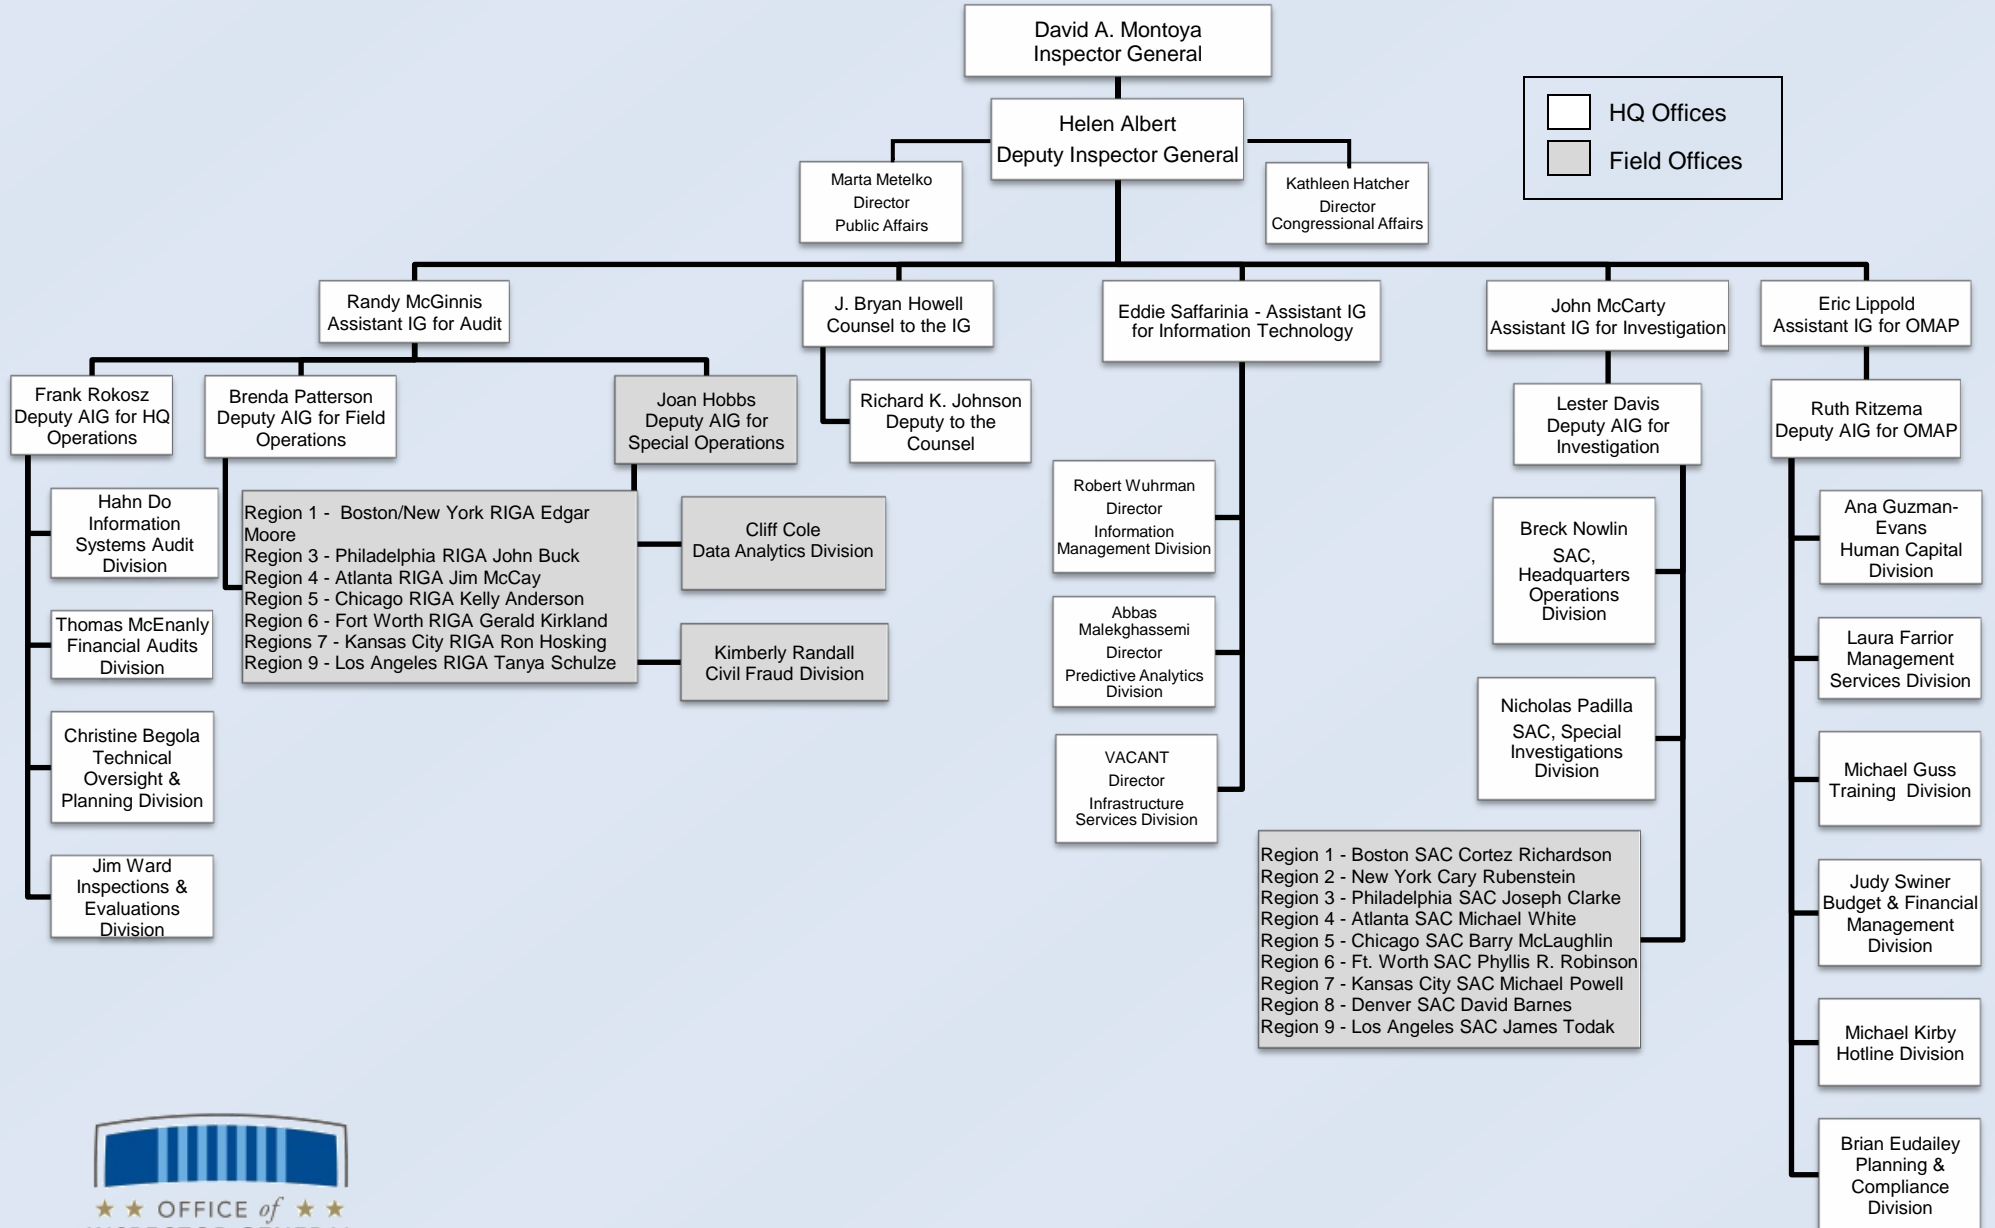 David A. Montoya
Inspector General
Helen Albert
Deputy Inspector General
HQ Offices
Field Offices
Marta Metelko
Director
Public Affairs
Kathleen Hatcher
Director
Congressional Affairs
Randy McGinnis
Assistant IG for Audit
J. Bryan Howell
Counsel to the IG
Eddie Saffarinia - Assistant IG
for Information Technology
John McCarty
Assistant IG for Investigation
Eric Lippold
Assistant IG for OMAP
Frank Rokosz
Deputy AIG for HQ
Operations
Brenda Patterson
Deputy AIG for Field
Operations
Joan Hobbs
Deputy AIG for
Special Operations
Richard K. Johnson
Deputy to the
Counsel
Lester Davis
Deputy AIG for
Investigation
Ruth Ritzema
Deputy AIG for OMAP
Hahn Do
Information
Systems Audit
Division
Thomas McEnanly
Financial Audits
Division
Christine Begola
Technical
Oversight &
Planning Division
Jim Ward
Inspections &
Evaluations
Division
Region 1 -  Boston/New York RIGA Edgar
Moore
Region 3 - Philadelphia RIGA John Buck
Region 4 - Atlanta RIGA Jim McCay
Region 5 - Chicago RIGA Kelly Anderson
Region 6 - Fort Worth RIGA Gerald Kirkland
Regions 7 - Kansas City RIGA Ron Hosking
Region 9 - Los Angeles RIGA Tanya Schulze
Cliff Cole
Data Analytics Division
Kimberly Randall
Civil Fraud Division
Robert Wuhrman
Director
Information
Management Division
Abbas
Malekghassemi
Director
Predictive Analytics
Division
VACANT
Director
Infrastructure
Services Division
Breck Nowlin
SAC,
Headquarters
Operations
Division
Nicholas Padilla
SAC, Special
Investigations
Division
Region 1 - Boston SAC Cortez Richardson
Region 2 - New York Cary Rubenstein
Region 3 - Philadelphia SAC Joseph Clarke
Region 4 - Atlanta SAC Michael White
Region 5 - Chicago SAC Barry McLaughlin
Region 6 - Ft. Worth SAC Phyllis R. Robinson
Region 7 - Kansas City SAC Michael Powell
Region 8 - Denver SAC David Barnes
Region 9 - Los Angeles SAC James Todak
Ana Guzman-
Evans
Human Capital
Division
Laura Farrior
Management
Services Division
Michael Guss
Training  Division
Judy Swiner
Budget & Financial
Management
Division
Michael Kirby
Hotline Division
Brian Eudailey
Planning &
Compliance
Division
★ ★ OFFICE of ★ ★
INSPECTOR GENERAL